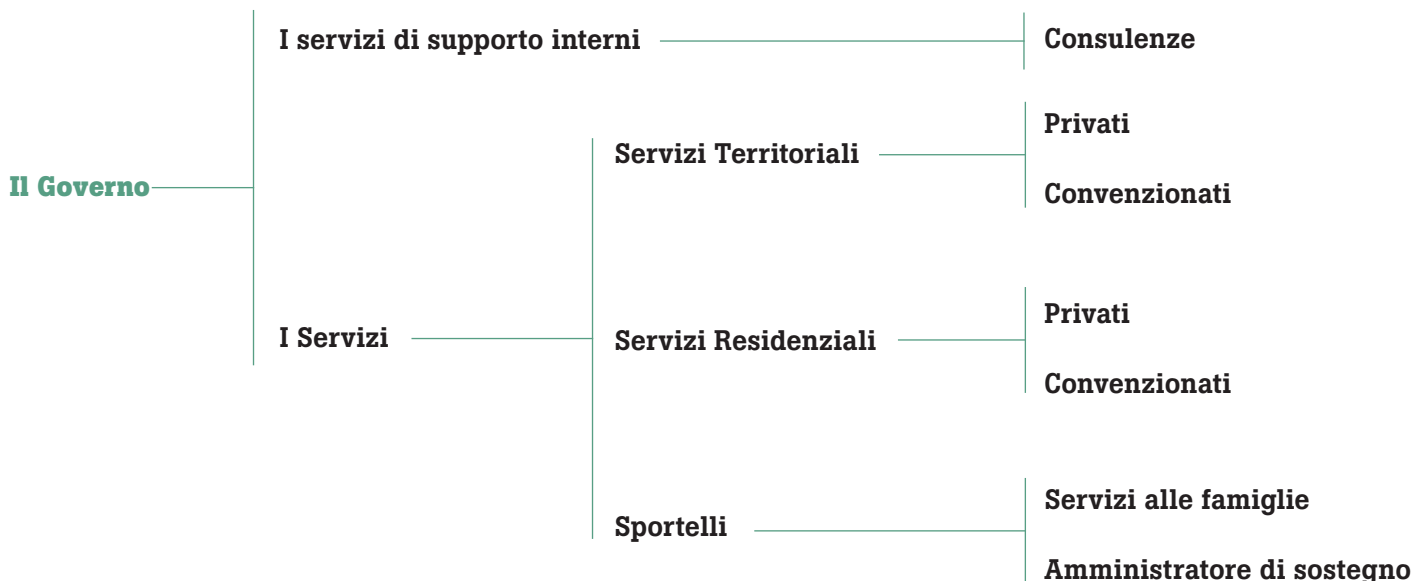 I servizi di supporto interni
Consulenze
Privati
Servizi Territoriali
Il Governo
Convenzionati
I Servizi
Privati
Servizi Residenziali
Convenzionati
Servizi alle famiglie
Sportelli
Amministratore di sostegno